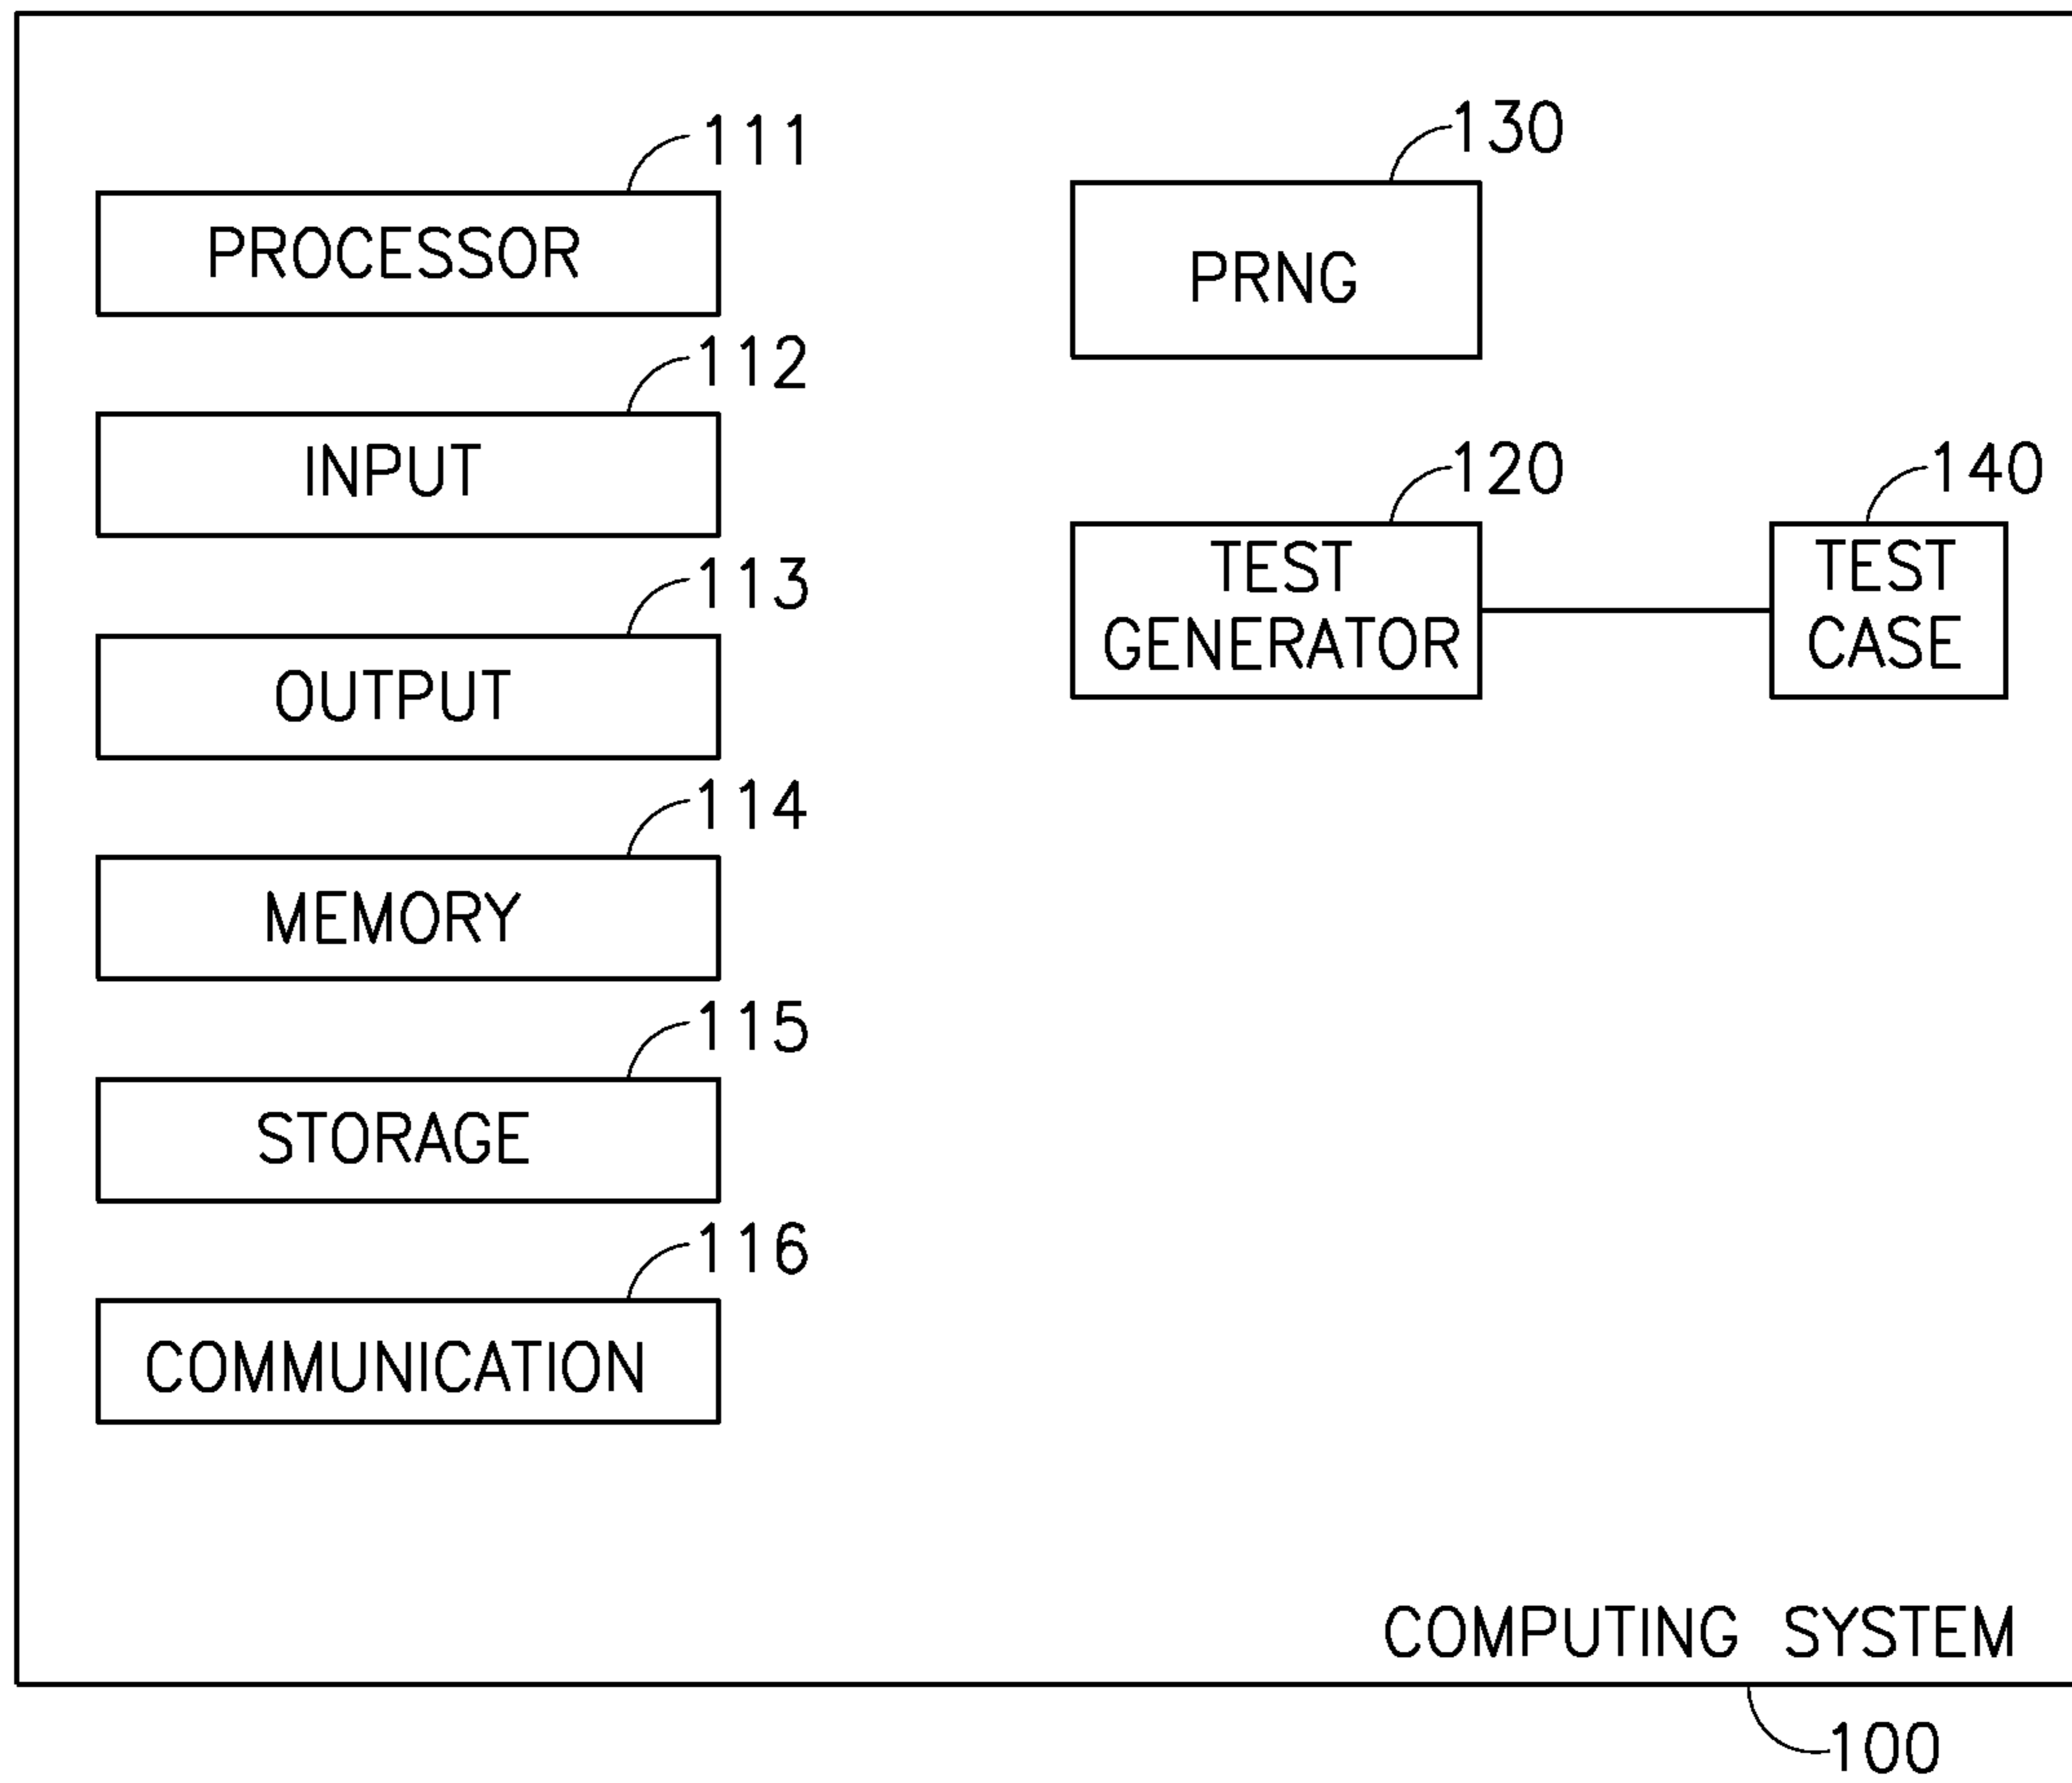 111
PROCESSOR
112
INPUT
113
OUTPUT
114
MEMORY
115
STORAGE
116
COMMUNICATION
130
PRNG
120
TEST
GENERATOR
140
TEST
CASE
COMPUTING SYSTEM
100